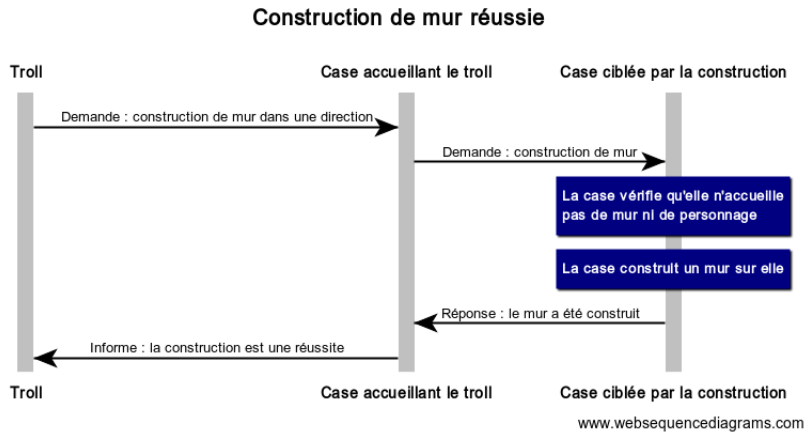 Construction de mur réussie
Troll
Case accueillant le troll
Case ciblée par la construction
Demande : construction de mur dans une direction
Demande : construction de mur
La case vérifie qu'elle n'accueille
pas de mur ni de personnage
La case construit un mur sur elle
Réponse : le mur a été construit
Informe : la construction est une réussite
Troll
Case accueillant le troll
Case ciblée par la construction
www.websequencediagrams.com